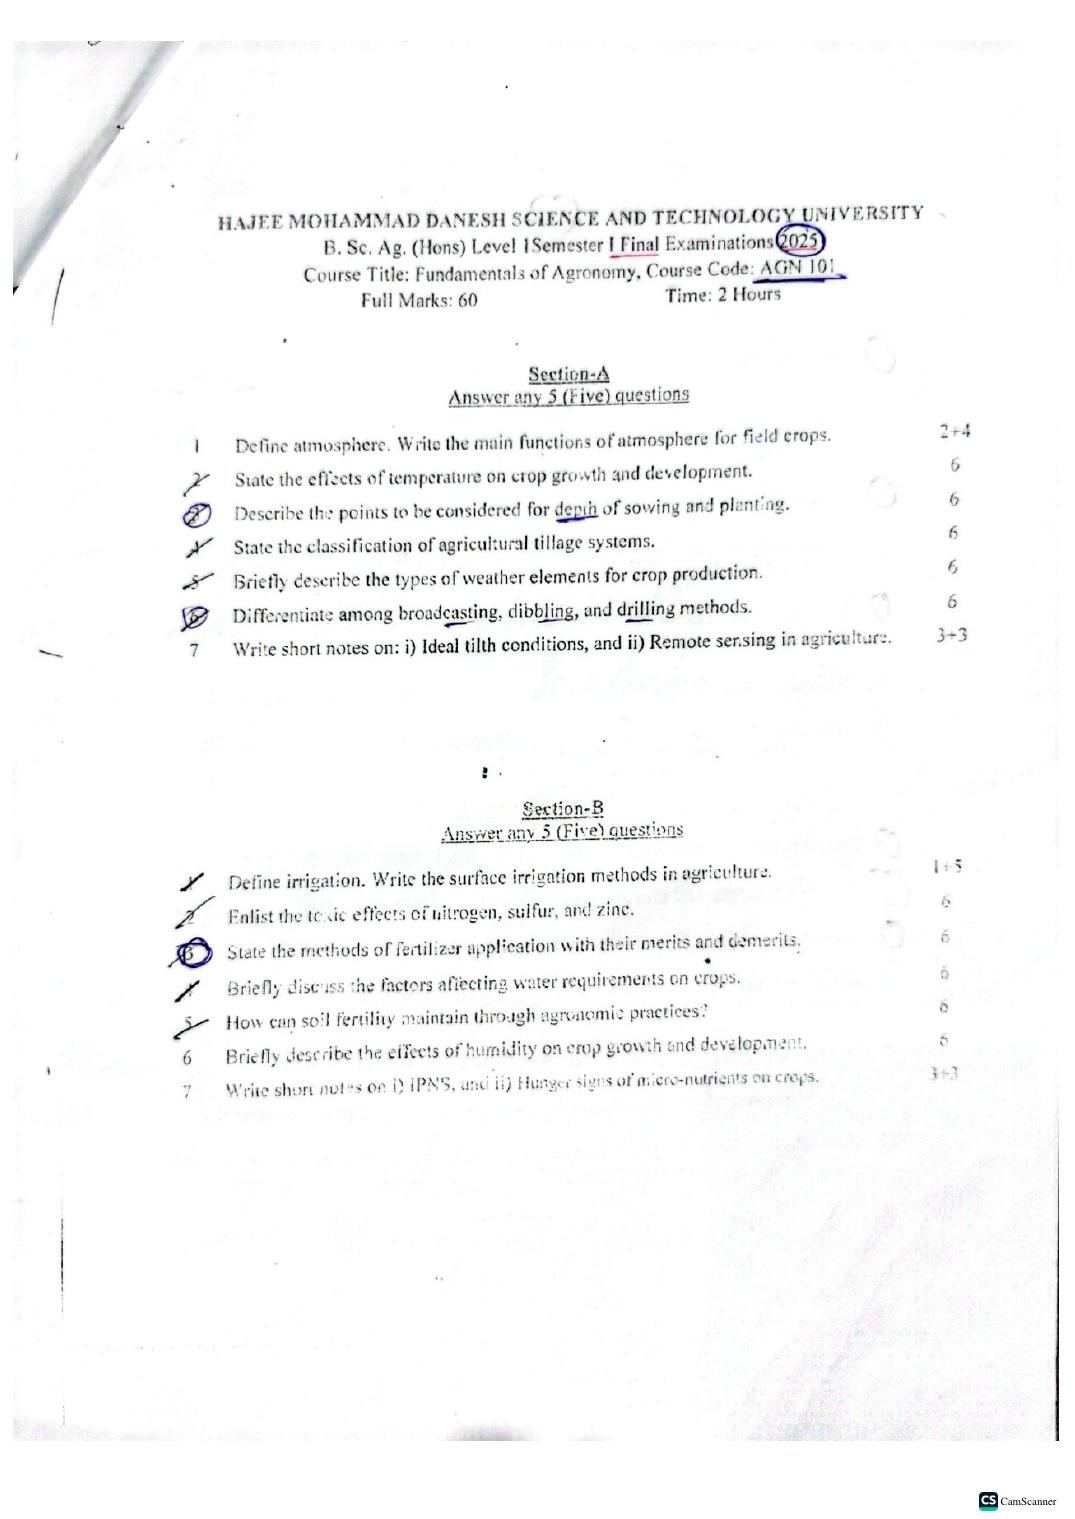 HAJEE MOHAMMAD DANESH SCIENCE AND TECHNOLOGY UNIVERSITY
B. Sc. Ag. (Hons) Level I Semester I Final Examinations 2025
Course Title: Fundamentals of Agronomy, Course Code: AGN 101
Full Marks: 60 Time: 2 Hours
Section-A
Answer any 5 (Five) questions
1 Define atmosphere. Write the main functions of atmosphere for field crops. 2+4
2 State the effects of temperature on crop growth and development. 6
3 Describe the points to be considered for depth of sowing and planting. 6
4 State the classification of agricultural tillage systems. 6
5 Briefly describe the types of weather elements for crop production. 6
6 Differentiate among broadcasting, dibbling, and drilling methods. 6
7 Write short notes on: i) Ideal tilth conditions, and ii) Remote sensing in agriculture. 3+3
Section-B
Answer any 5 (Five) questions
1 Define irrigation. Write the surface irrigation methods in agriculture. 1+5
2 Enlist the toxic effects of nitrogen, sulfur, and zinc. 6
3 State the methods of fertilizer application with their merits and demerits. 6
4 Briefly discuss the factors affecting water requirements on crops. 6
5 How can soil fertility maintain through agronomic practices? 6
6 Briefly describe the effects of humidity on crop growth and development. 6
7 Write short notes on i) IPNS, and ii) Hunger signs of micro-nutrients on crops. 3+3
CS CamScanner